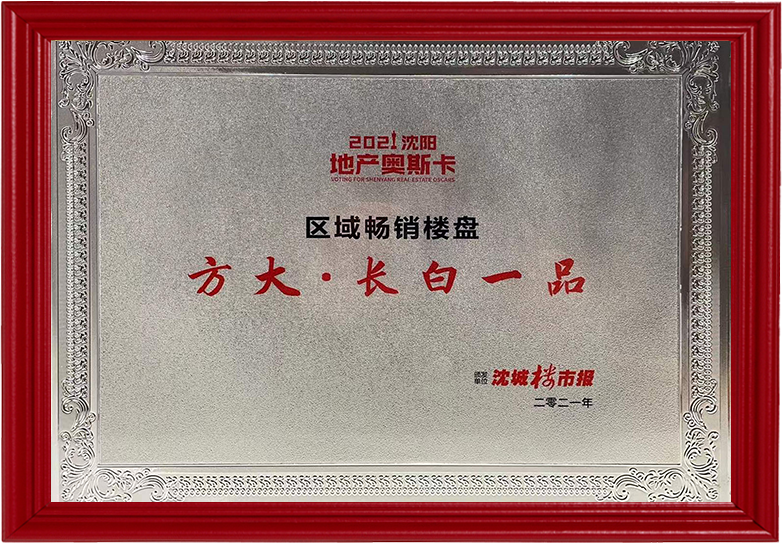 2021沈阳
地产奥斯卡
VOTING FOR SHENYANG REAL ESTATE OSCARS
区域畅销楼盘
方大·长白一品
颁发单位 沈城楼市报
二零二一年